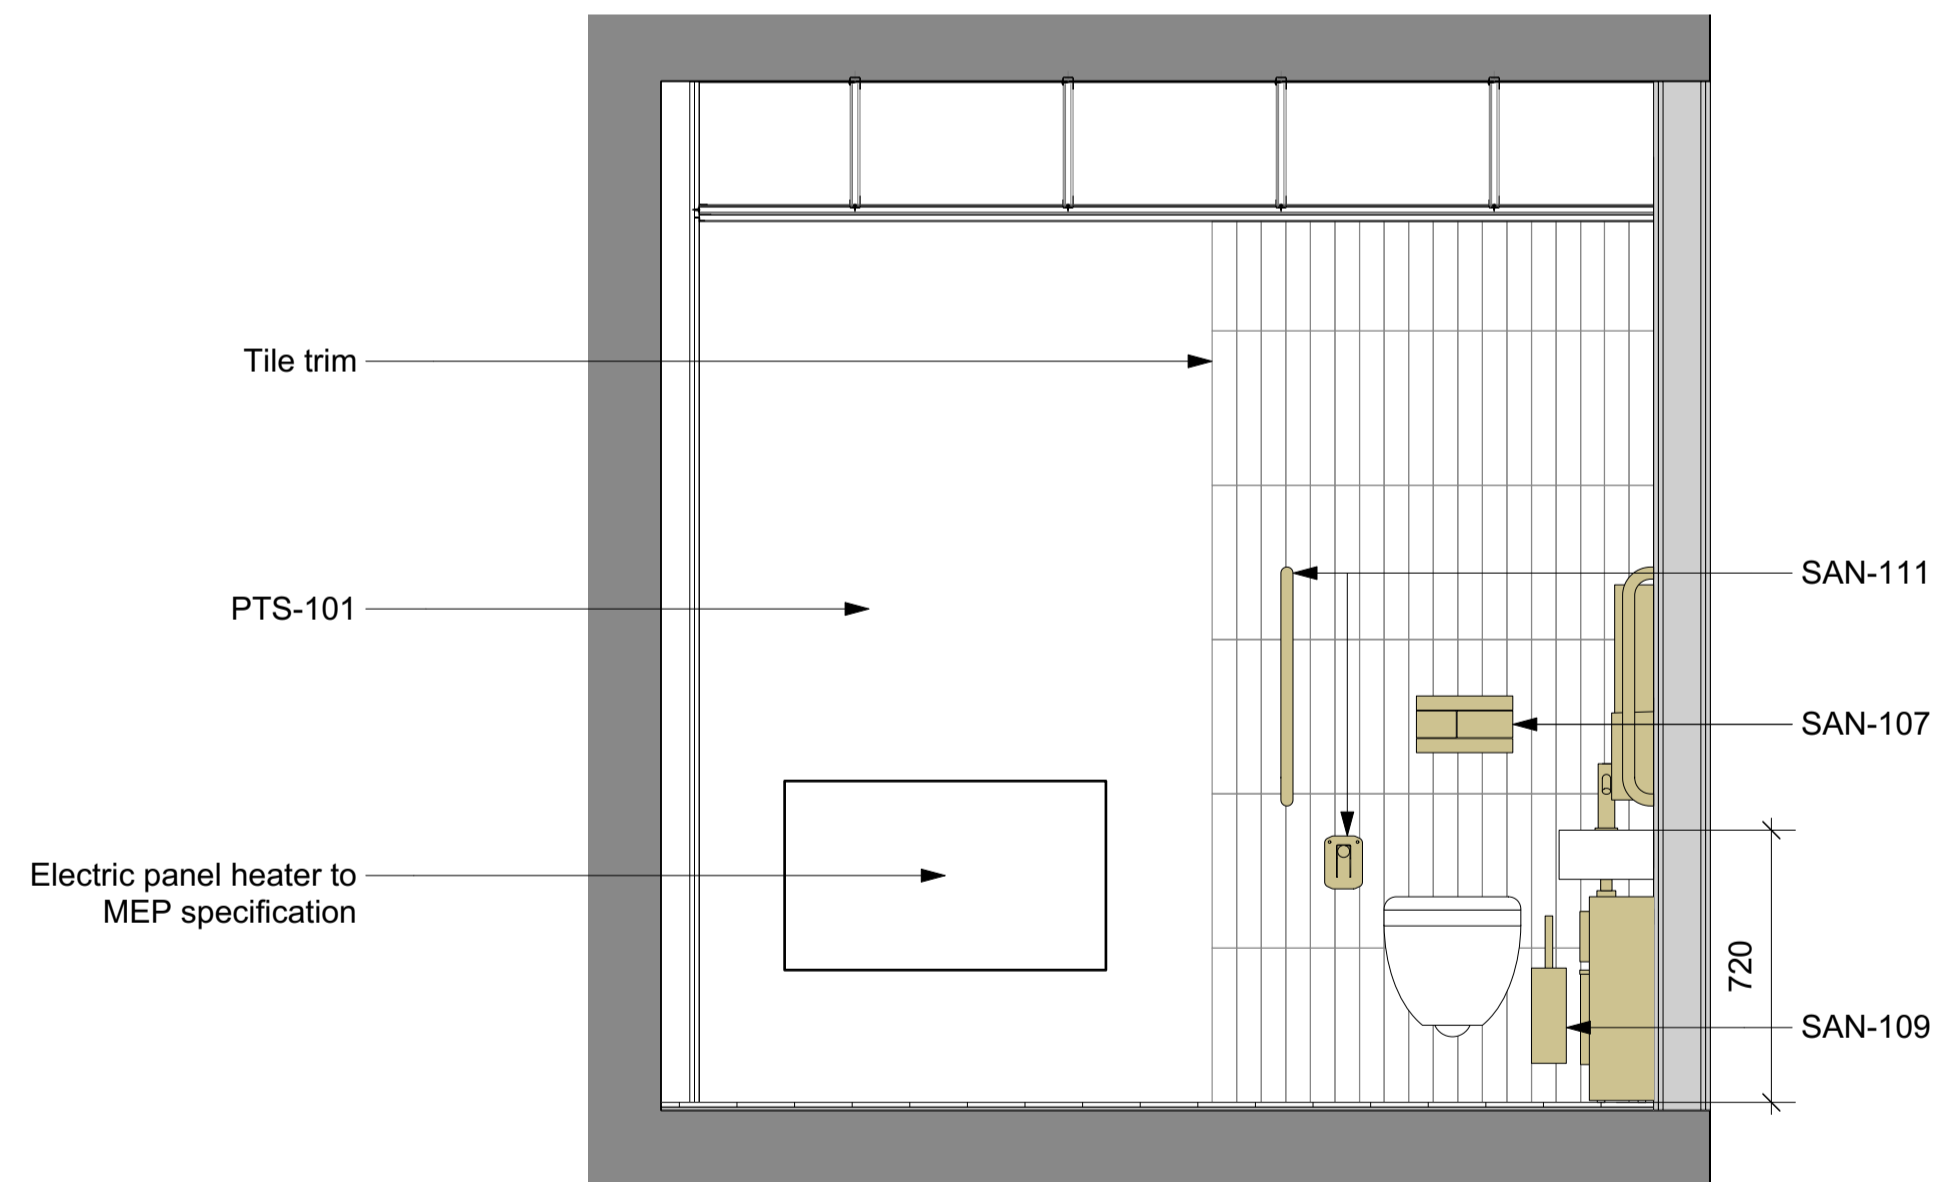 Tile trim
PTS-101
Electric panel heater to
MEP specification
SAN-111
SAN-107
720
SAN-109